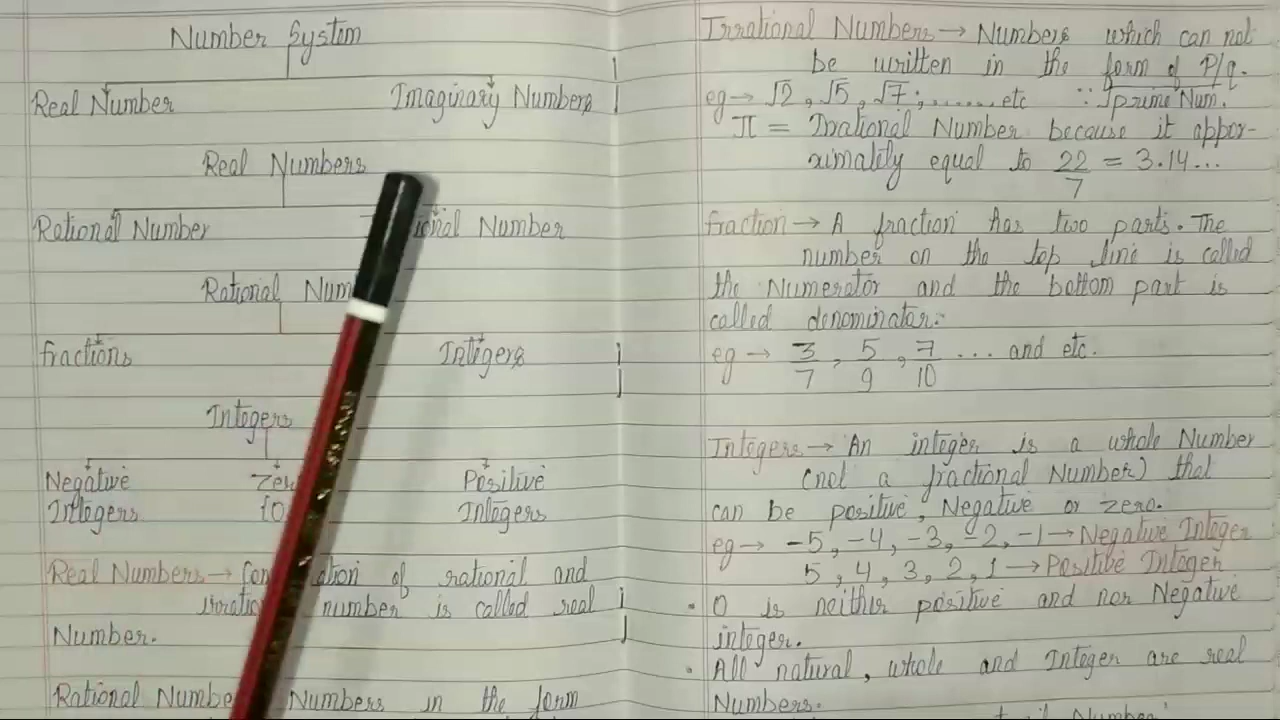 Number System
Real Number Imaginary Numbers
Real Numbers
Rational Number Number
Rational
fractions Intigers
Integers
Negative Positive
Integers Integers
Real Numbers → of rational and
number is called real
Number.
Numbers in the form
Irrational Numbers → Numbers which can not
be written in the form of P/q.
eg → √2, √5, √7, ...... etc ∵ √prime Num.
π = Irrational Number because it appor-
ximately equal to 22/7 = 3.14...
fraction → A fraction has two parts. The
number on the top line is called
the Numerator and the bottom part is
called denominator.
eg → 3/7, 5/9, 7/10 ... and etc.
Integers → An integer is a whole Number
(not a fractional Number) that
can be positive, Negative or zero.
eg → -5, -4, -3, -2, -1 → Negative Integer
5, 4, 3, 2, 1 → Positive Integer
• 0 is neither positive and nor Negative
integer.
• All natural, whole and Integer are real
Numbers.